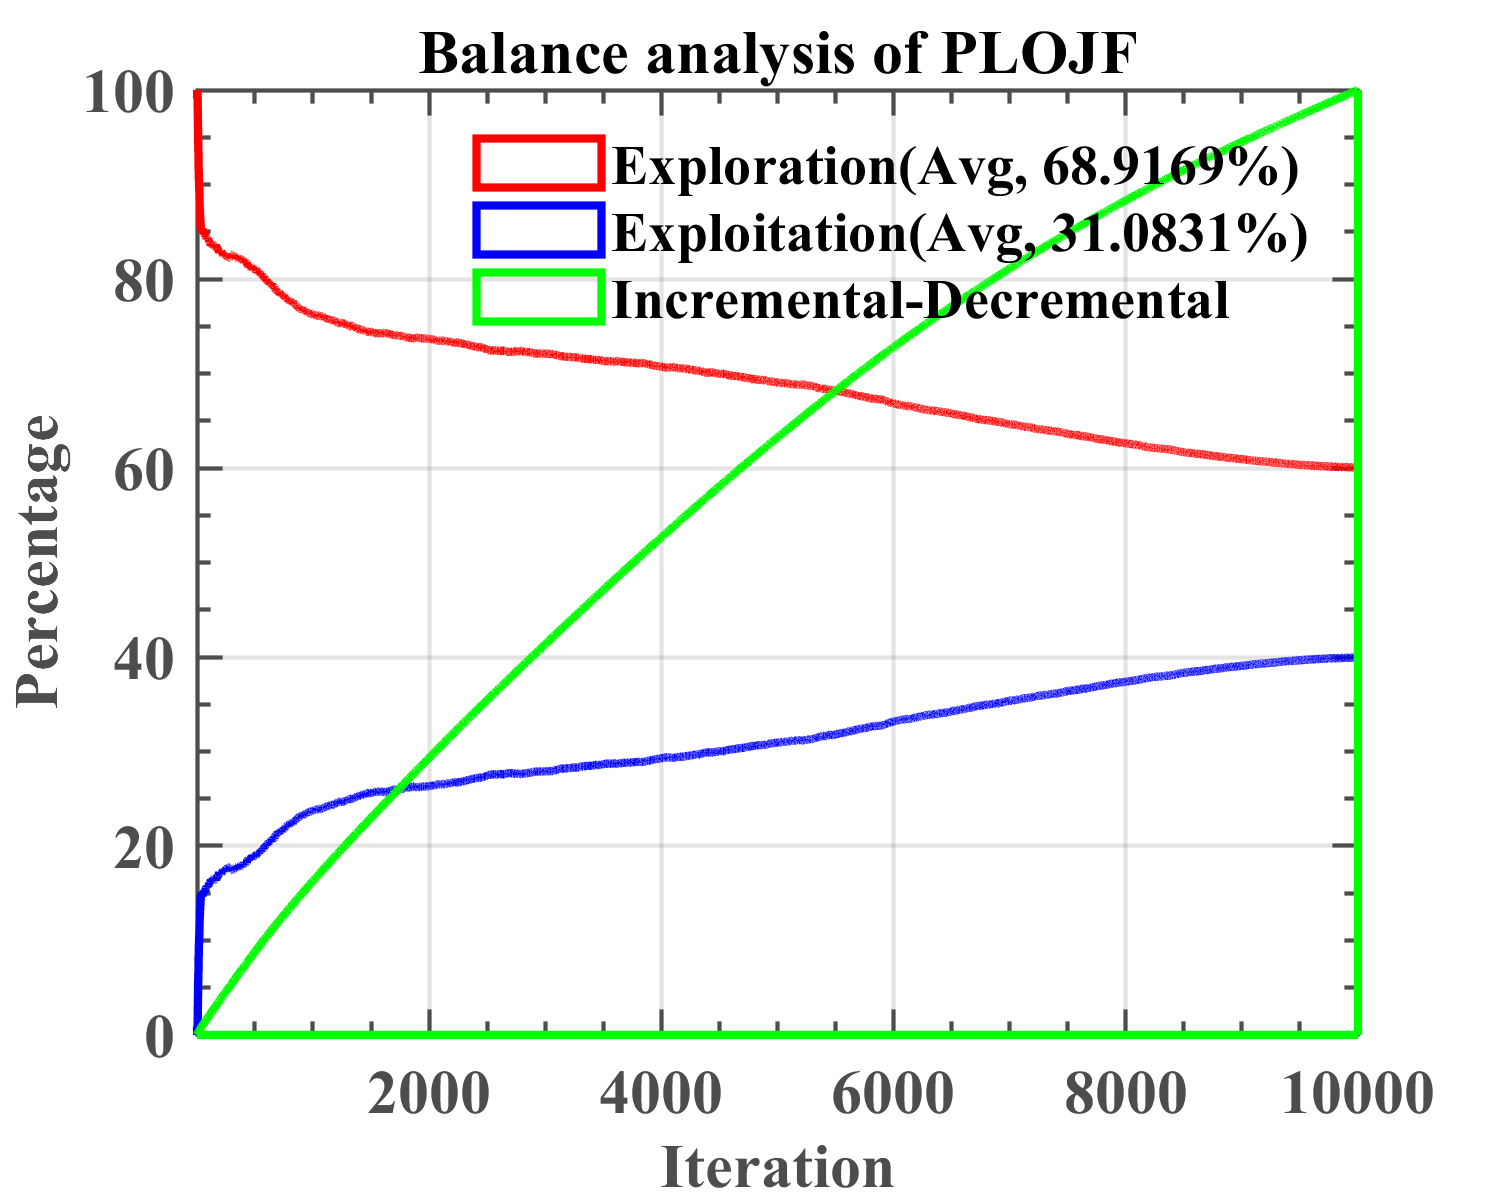 Balance analysis of PLOJF
100
80
60
40
20
0
Percentage
Exploration(Avg, 68.9169%)
Exploitation(Avg, 31.0831%)
Incremental-Decremental
2000 4000 6000 8000 10000
Iteration